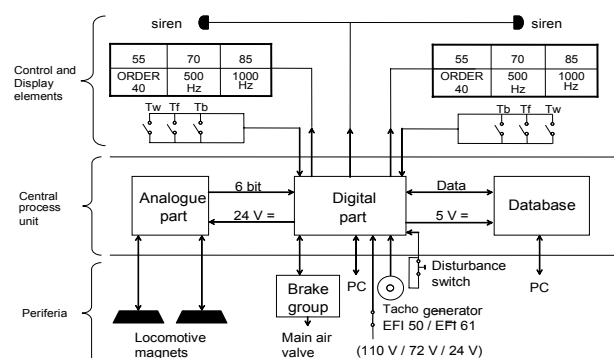 siren
siren
Control and
Display
elements
55 70 85
ORDER 40 500 Hz 1000 Hz
55 70 85
ORDER 40 500 Hz 1000 Hz
Tw Tf Tb
Tb Tf Tw
Central
process
unit
Analogue
part
6 bit
24 V =
Digital
part
Data
5 V =
Database
Disturbance
switch
Periferia
Locomotive
magnets
Brake
group
Main air
valve
PC
Tacho generator
EFI 50 / EFI 61
(110 V / 72 V / 24 V)
PC